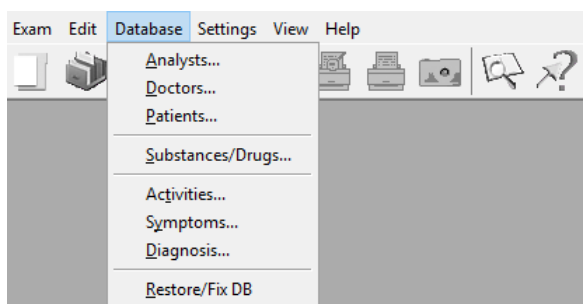 Exam Edit Database Settings View Help
Analysts...
Doctors...
Patients...
Substances/Drugs...
Activities...
Symptoms...
Diagnosis...
Restore/Fix DB